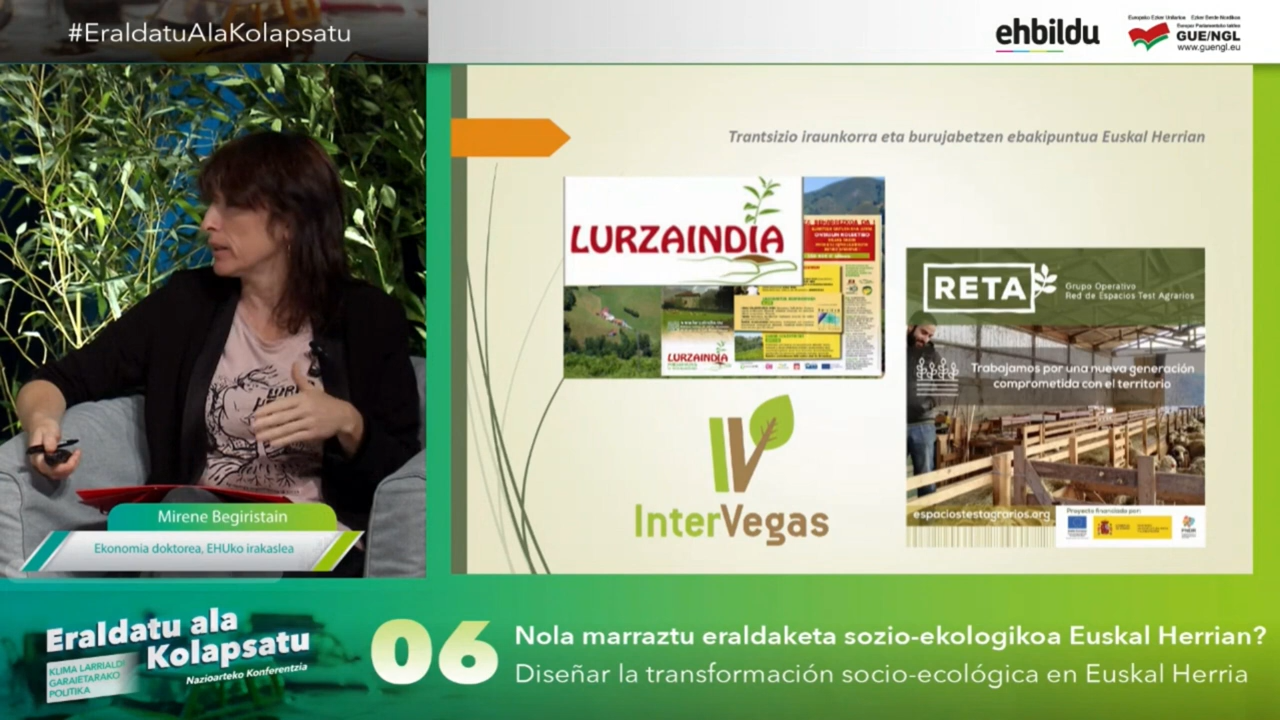 #EraldatuAlaKolapsatu
ehbildu
GUE/NGL
www.guengl.eu
Trantsizio iraunkorra eta burujabetzen ebakipuntua Euskal Herrian
LURZAINDIA
LURZAINDIA
RETA
Grupo Operativo
Red de Espacios Test Agrarios
Trabajamos por una nueva generación
comprometida con el territorio
espaciostestagrarios.org
Proyecto financiado por:
InterVegas
Mirene Begiristain
Ekonomia doktorea, EHUko irakaslea
Eraldatu ala
Kolapsatu
KLIMA LARRIALDI
GARAIETARAKO
POLITIKA
Nazioarteko Konferentzia
06
Nola marraztu eraldaketa sozio-ekologikoa Euskal Herrian?
Diseñar la transformación socio-ecológica en Euskal Herria